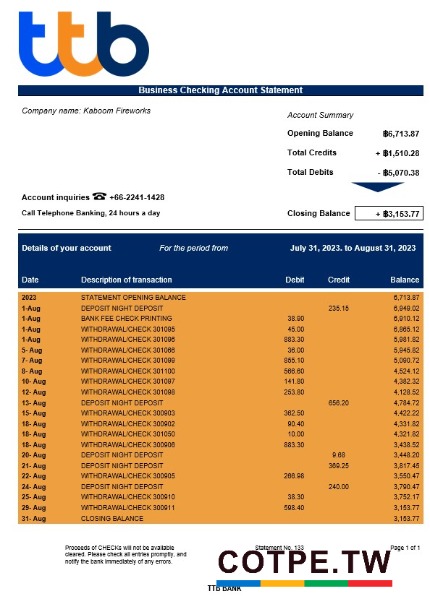 ttb
Business Checking Account Statement
Company name: Kaboom Fireworks
Account Summary
Opening Balance ฿6,713.87
Total Credits + ฿1,510.28
Total Debits - ฿5,070.38
Account inquiries ☎ +66-2241-1428
Call Telephone Banking, 24 hours a day
Closing Balance + ฿3,153.77
Details of your account For the period from July 31, 2023. to August 31, 2023
Date Description of transaction Debit Credit Balance
2023 STATEMENT OPENING BALANCE 6,713.87
1-Aug DEPOSIT NIGHT DEPOSIT 235.15 6,949.02
1-Aug BANK FEE CHECK PRINTING 38.90 6,910.12
1-Aug WITHDRAWAL/CHECK 301095 45.00 6,865.12
1-Aug WITHDRAWAL/CHECK 301096 883.30 5,981.82
5- Aug WITHDRAWAL/CHECK 301066 36.00 5,945.82
7- Aug WITHDRAWAL/CHECK 301099 855.10 5,090.72
8- Aug WITHDRAWAL/CHECK 301100 566.60 4,524.12
10- Aug WITHDRAWAL/CHECK 301097 141.80 4,382.32
12- Aug WITHDRAWAL/CHECK 301098 253.80 4,128.52
13- Aug DEPOSIT NIGHT DEPOSIT 656.20 4,784.72
15- Aug WITHDRAWAL/CHECK 300903 362.50 4,422.22
18- Aug WITHDRAWAL/CHECK 300902 90.40 4,331.82
18- Aug WITHDRAWAL/CHECK 301050 10.00 4,321.82
18- Aug WITHDRAWAL/CHECK 300906 883.30 3,438.52
20- Aug DEPOSIT NIGHT DEPOSIT 9.68 3,448.20
21- Aug DEPOSIT NIGHT DEPOSIT 369.25 3,817.45
22- Aug WITHDRAWAL/CHECK 300905 266.98 3,550.47
24- Aug DEPOSIT NIGHT DEPOSIT 240.00 3,790.47
25- Aug WITHDRAWAL/CHECK 300910 38.30 3,752.17
29- Aug WITHDRAWAL/CHECK 300911 598.40 3,153.77
31- Aug CLOSING BALANCE 3,153.77
Proceeds of CHECKs will not be available Statement No. 133 Page 1 of 1
cleared. Please check all entries promptly, and
notify the bank immediately of any errors.
COTPE.TW
TTB BANK